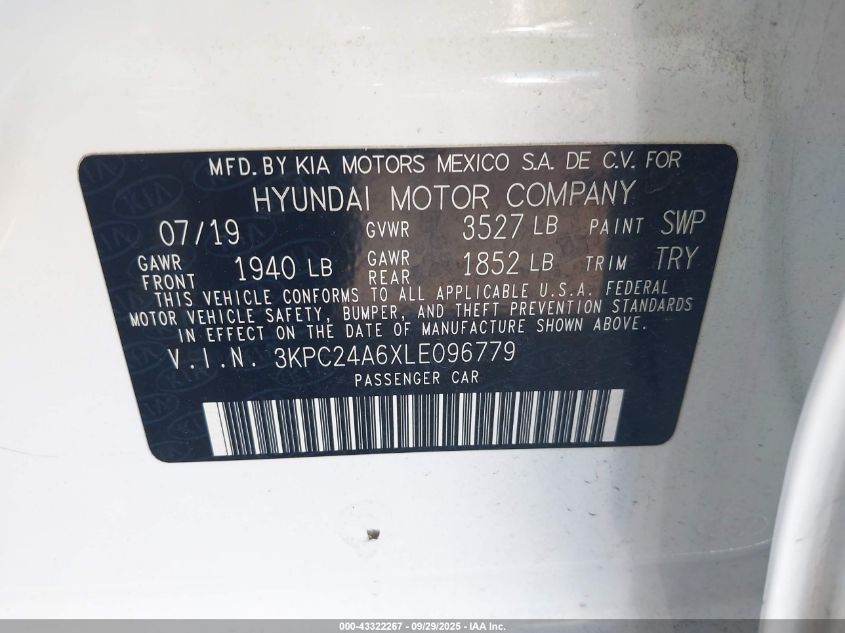 MFD. BY KIA MOTORS MEXICO S.A. DE C.V. FOR
HYUNDAI MOTOR COMPANY
07/19 GVWR 3527 LB PAINT SWP
GAWR FRONT 1940 LB GAWR REAR 1852 LB TRIM TRY
THIS VEHICLE CONFORMS TO ALL APPLICABLE U.S.A. FEDERAL
MOTOR VEHICLE SAFETY, BUMPER, AND THEFT PREVENTION STANDARDS
IN EFFECT ON THE DATE OF MANUFACTURE SHOWN ABOVE.
V.I.N. 3KPC24A6XLE096779
PASSENGER CAR
000-43322267 - 09/29/2025 - IAA Inc.